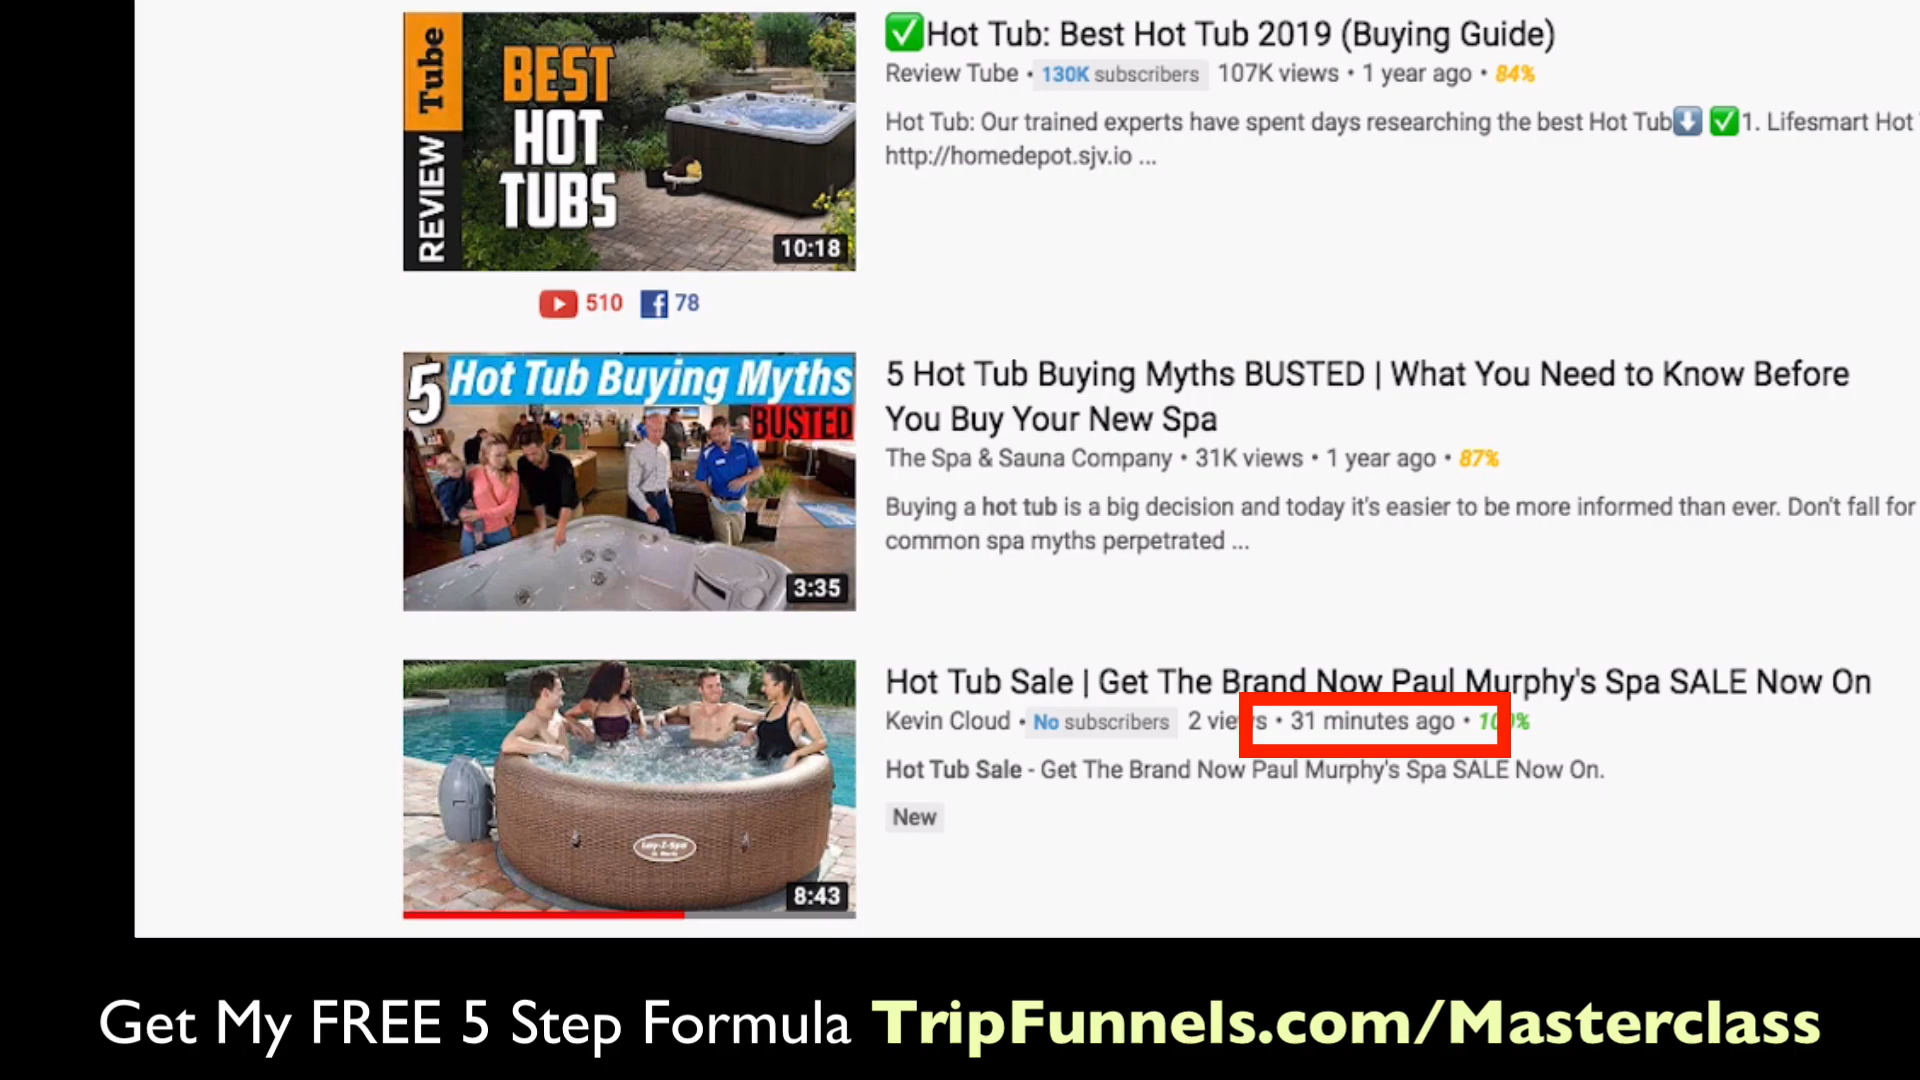 REVIEW Tube
BEST
HOT
TUBS
10:18
✅Hot Tub: Best Hot Tub 2019 (Buying Guide)
Review Tube • 130K subscribers 107K views • 1 year ago • 84%
Hot Tub: Our trained experts have spent days researching the best Hot Tub⬇️ ✅1. Lifesmart Hot
http://homedepot.sjv.io ...
510 f 78
5 Hot Tub Buying Myths
BUSTED
3:35
5 Hot Tub Buying Myths BUSTED | What You Need to Know Before
You Buy Your New Spa
The Spa & Sauna Company • 31K views • 1 year ago • 87%
Buying a hot tub is a big decision and today it's easier to be more informed than ever. Don't fall for
common spa myths perpetrated ...
Lay-Z-Spa
8:43
Hot Tub Sale | Get The Brand Now Paul Murphy's Spa SALE Now On
Kevin Cloud • No subscribers 2 views • 31 minutes ago • 100%
Hot Tub Sale - Get The Brand Now Paul Murphy's Spa SALE Now On.
New
Get My FREE 5 Step Formula TripFunnels.com/Masterclass